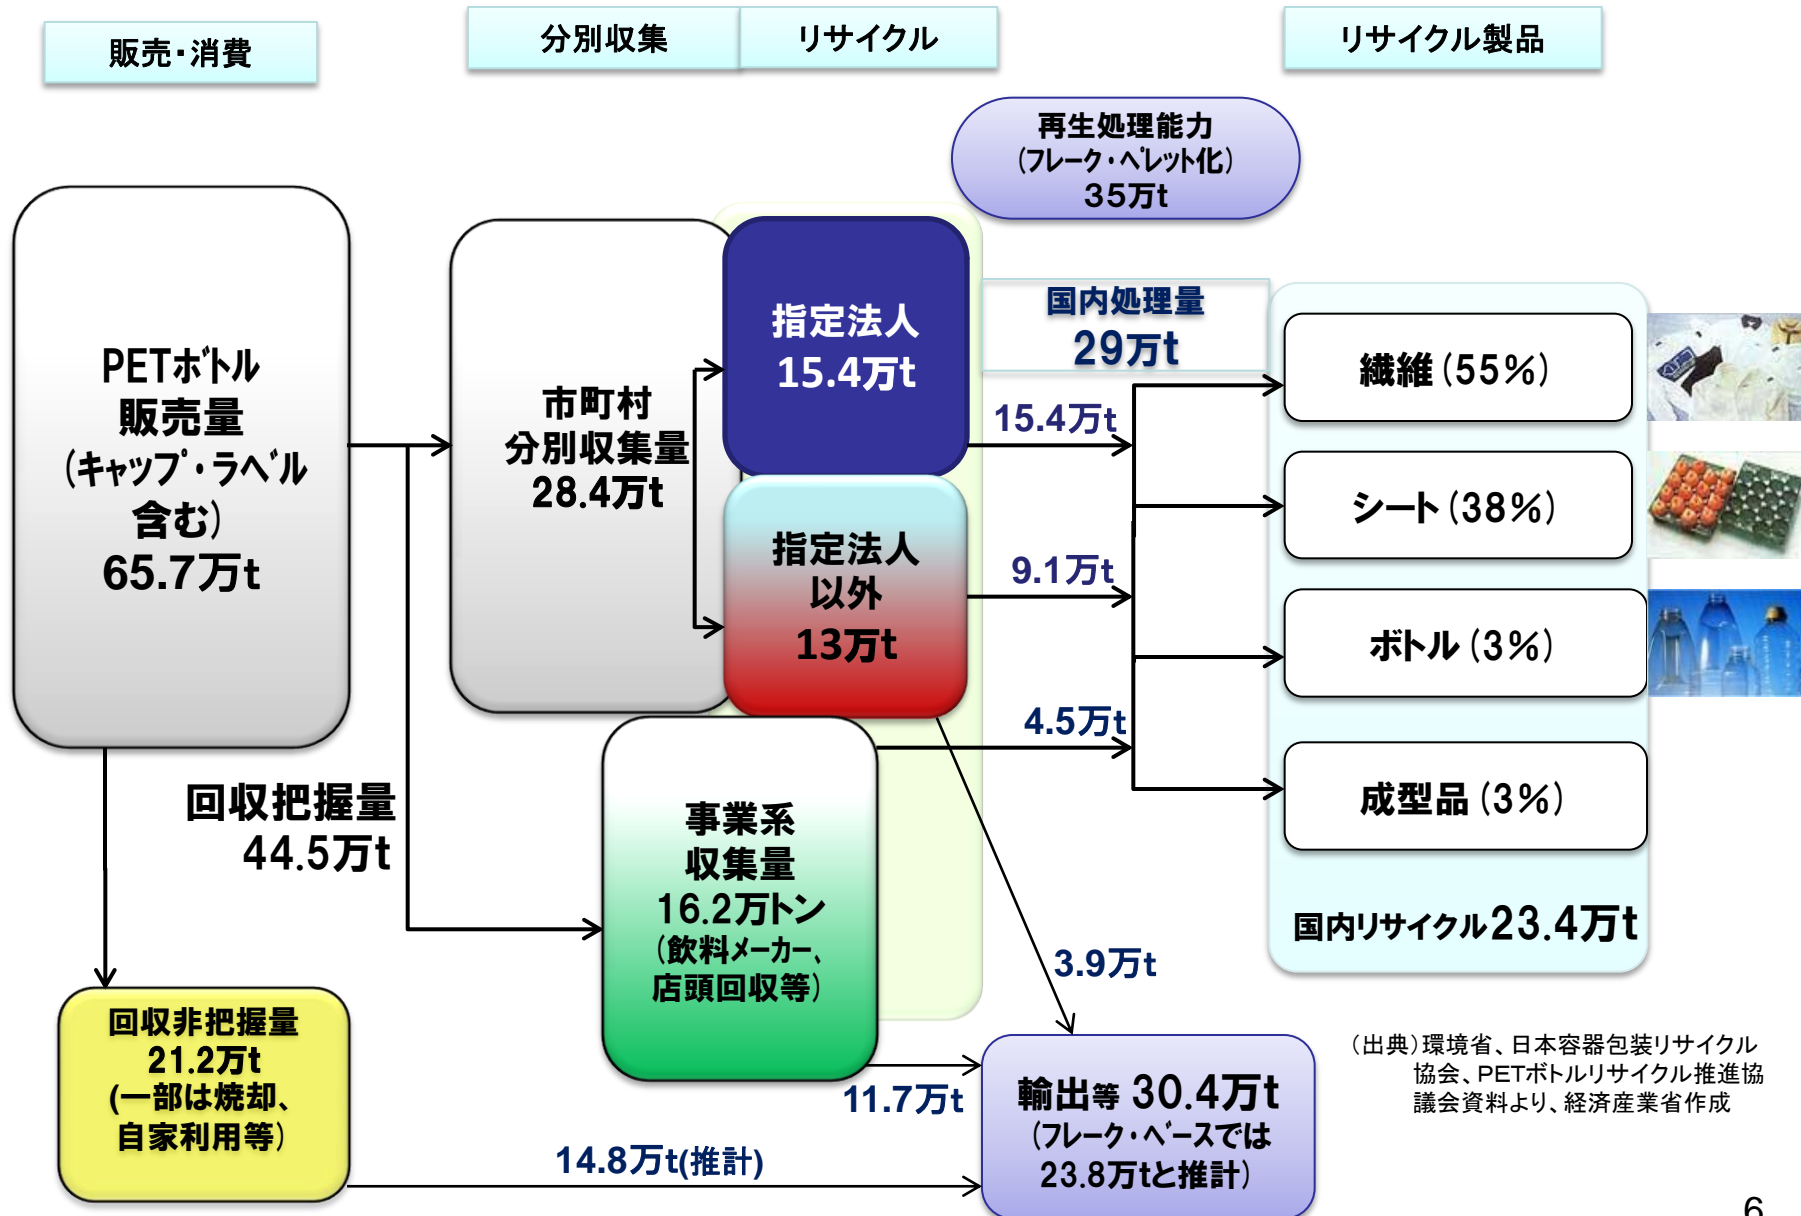 販売・消費
分別収集
リサイクル
リサイクル製品
再生処理能力
(フレーク・ペレット化)
35万t
PETボトル
販売量
(キャップ・ラベル
含む)
65.7万t
市町村
分別収集量
28.4万t
指定法人
15.4万t
指定法人
以外
13万t
国内処理量
29万t
15.4万t
9.1万t
4.5万t
繊維(55%)
シート(38%)
ボトル(3%)
成型品(3%)
国内リサイクル23.4万t
回収把握量
44.5万t
事業系
収集量
16.2万トン
(飲料メーカー、
店頭回収等)
3.9万t
11.7万t
14.8万t(推計)
回収非把握量
21.2万t
(一部は焼却、
自家利用等)
輸出等 30.4万t
(フレーク・ベースでは
23.8万tと推計)
(出典)環境省、日本容器包装リサイクル
協会、PETボトルリサイクル推進協
議会資料より、経済産業省作成
6